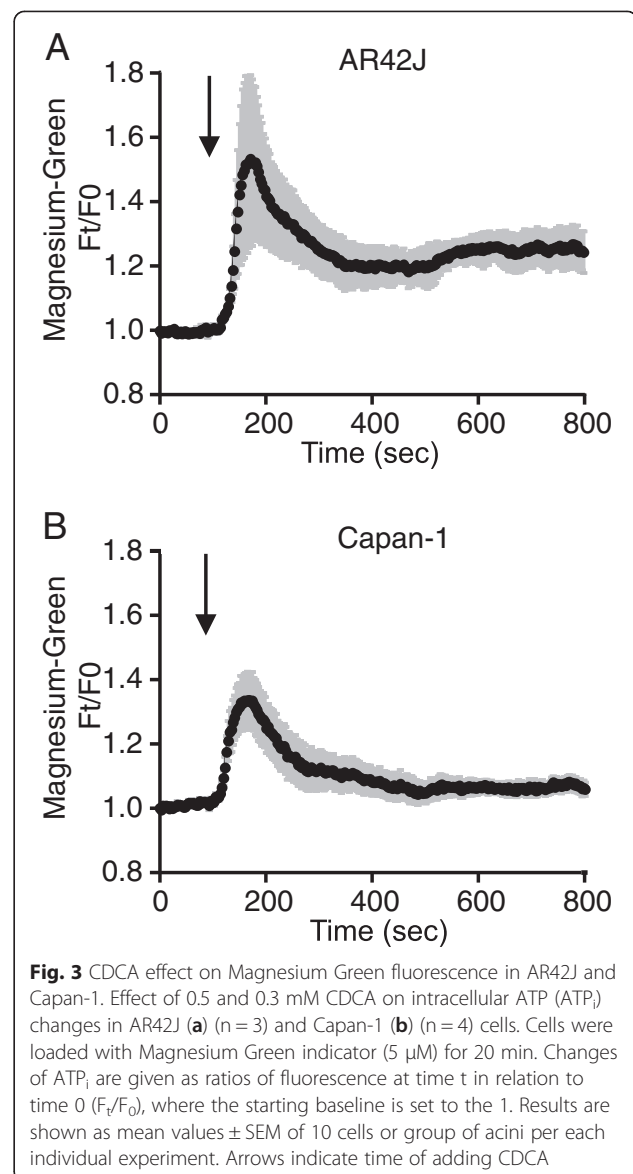 A
AR42J
Magnesium-Green
Ft/F0
1.8
1.6
1.4
1.2
1.0
0.8
0 200 400 600 800
Time (sec)
B
Capan-1
Magnesium-Green
Ft/F0
1.8
1.6
1.4
1.2
1.0
0.8
0 200 400 600 800
Time (sec)
Fig. 3 CDCA effect on Magnesium Green fluorescence in AR42J and
Capan-1. Effect of 0.5 and 0.3 mM CDCA on intracellular ATP (ATPi)
changes in AR42J (a) (n = 3) and Capan-1 (b) (n = 4) cells. Cells were
loaded with Magnesium Green indicator (5 μM) for 20 min. Changes
of ATPi are given as ratios of fluorescence at time t in relation to
time 0 (Ft/F0), where the starting baseline is set to the 1. Results are
shown as mean values ± SEM of 10 cells or group of acini per each
individual experiment. Arrows indicate time of adding CDCA